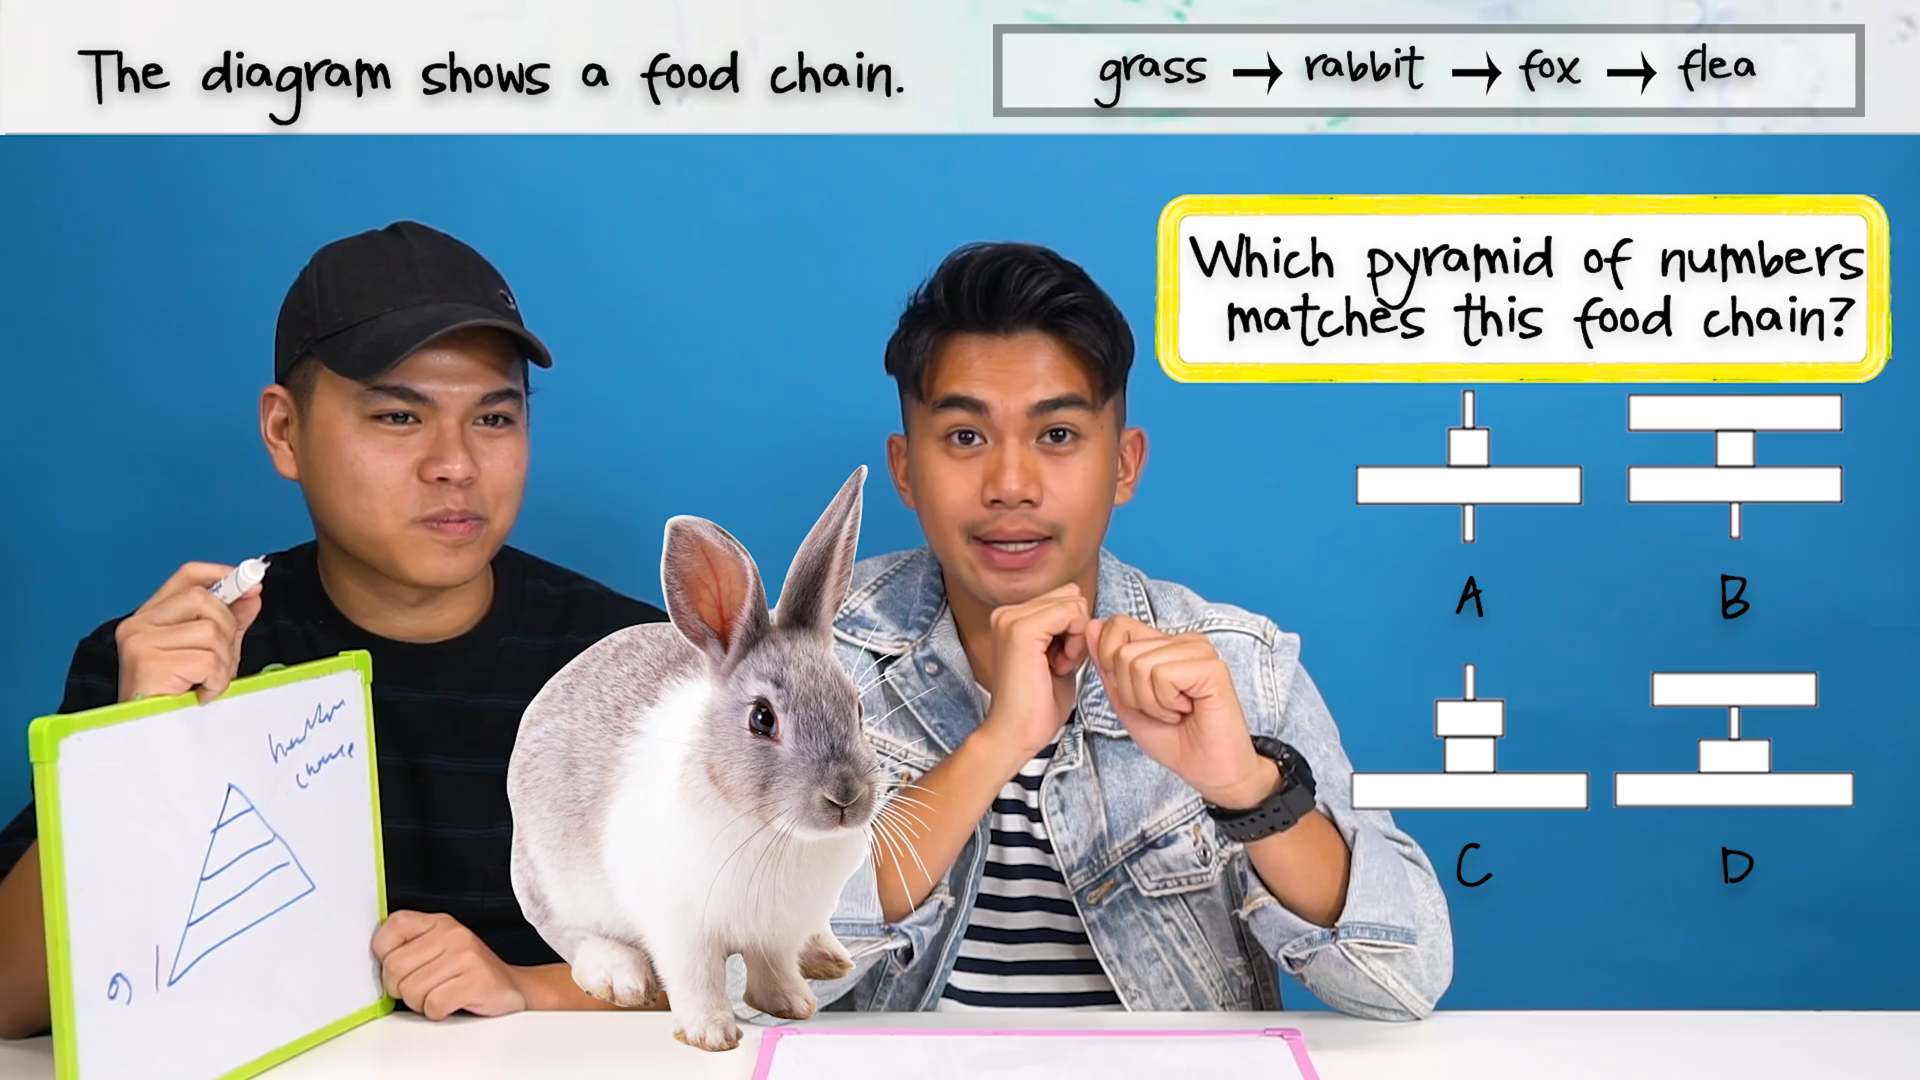 The diagram shows a food chain.
grass → rabbit → fox → flea
Which pyramid of numbers
matches this food chain?
A
B
C
D
g